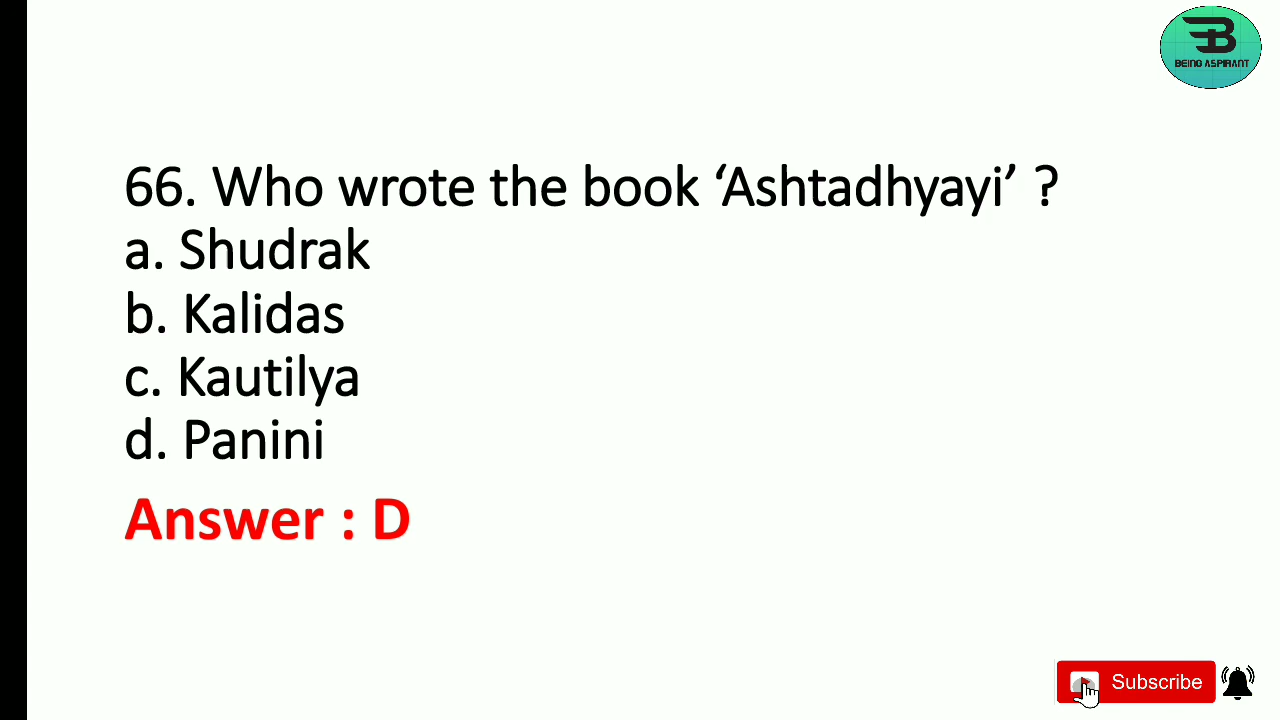 BEING ASPIRANT
66. Who wrote the book ‘Ashtadhyayi’ ?
a. Shudrak
b. Kalidas
c. Kautilya
d. Panini
Answer : D
Subscribe